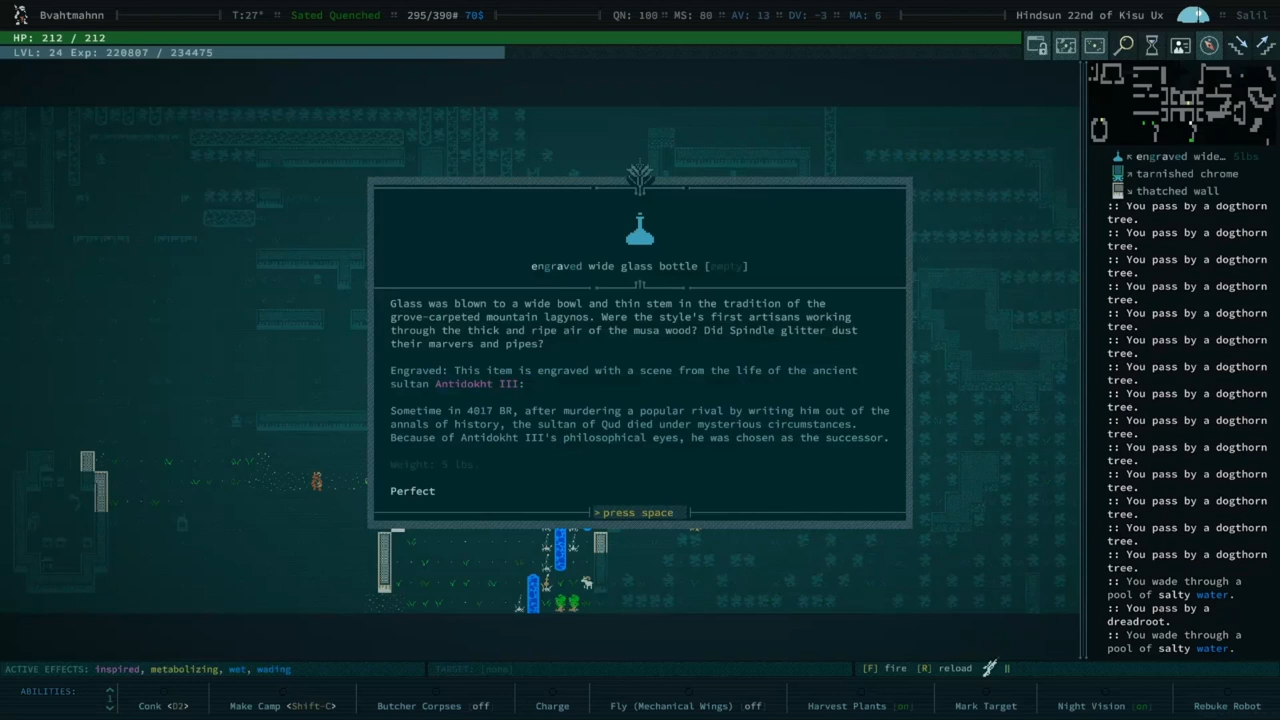 Bvahtmahnn T:27° :: Sated Quenched :: 295/390# 70$ QN: 100 :: MS: 80 :: AV: 13 :: DV: -3 :: MA: 6 Hindsun 22nd of Kisu Ux Salil
HP: 212 / 212
LVL: 24 Exp: 220807 / 234475
engraved wide… 5lbs
tarnished chrome
thatched wall
engraved wide glass bottle [empty]
Glass was blown to a wide bowl and thin stem in the tradition of the
grove-carpeted mountain lagynos. Were the style's first artisans working
through the thick and ripe air of the musa wood? Did Spindle glitter dust
their marvers and pipes?
Engraved: This item is engraved with a scene from the life of the ancient
sultan Antidokht III:
Sometime in 4017 BR, after murdering a popular rival by writing him out of the
annals of history, the sultan of Qud died under mysterious circumstances.
Because of Antidokht III's philosophical eyes, he was chosen as the successor.
Weight: 5 lbs.
Perfect
> press space
:: You pass by a dogthorn
tree.
:: You pass by a dogthorn
tree.
:: You pass by a dogthorn
tree.
:: You pass by a dogthorn
tree.
:: You pass by a dogthorn
tree.
:: You pass by a dogthorn
tree.
:: You pass by a dogthorn
tree.
:: You pass by a dogthorn
tree.
:: You pass by a dogthorn
tree.
:: You pass by a dogthorn
tree.
:: You pass by a dogthorn
tree.
:: You pass by a dogthorn
tree.
:: You pass by a dogthorn
tree.
:: You pass by a dogthorn
tree.
:: You wade through a
pool of salty water.
:: You pass by a
dreadroot.
:: You wade through a
pool of salty water.
ACTIVE EFFECTS: inspired, metabolizing, wet, wading TARGET: [none] [F] fire [R] reload
ABILITIES: 1 Conk <O2> Make Camp <Shift-C> Butcher Corpses [off] Charge Fly (Mechanical Wings) [off] Harvest Plants [on] Mark Target Night Vision [on] Rebuke Robot